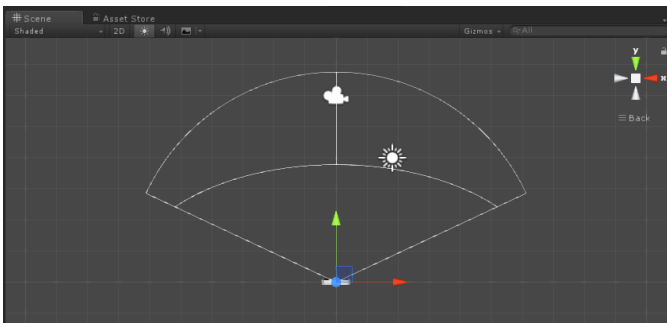 Scene Asset Store
Shaded 2D Gizmos All
y
x
Back